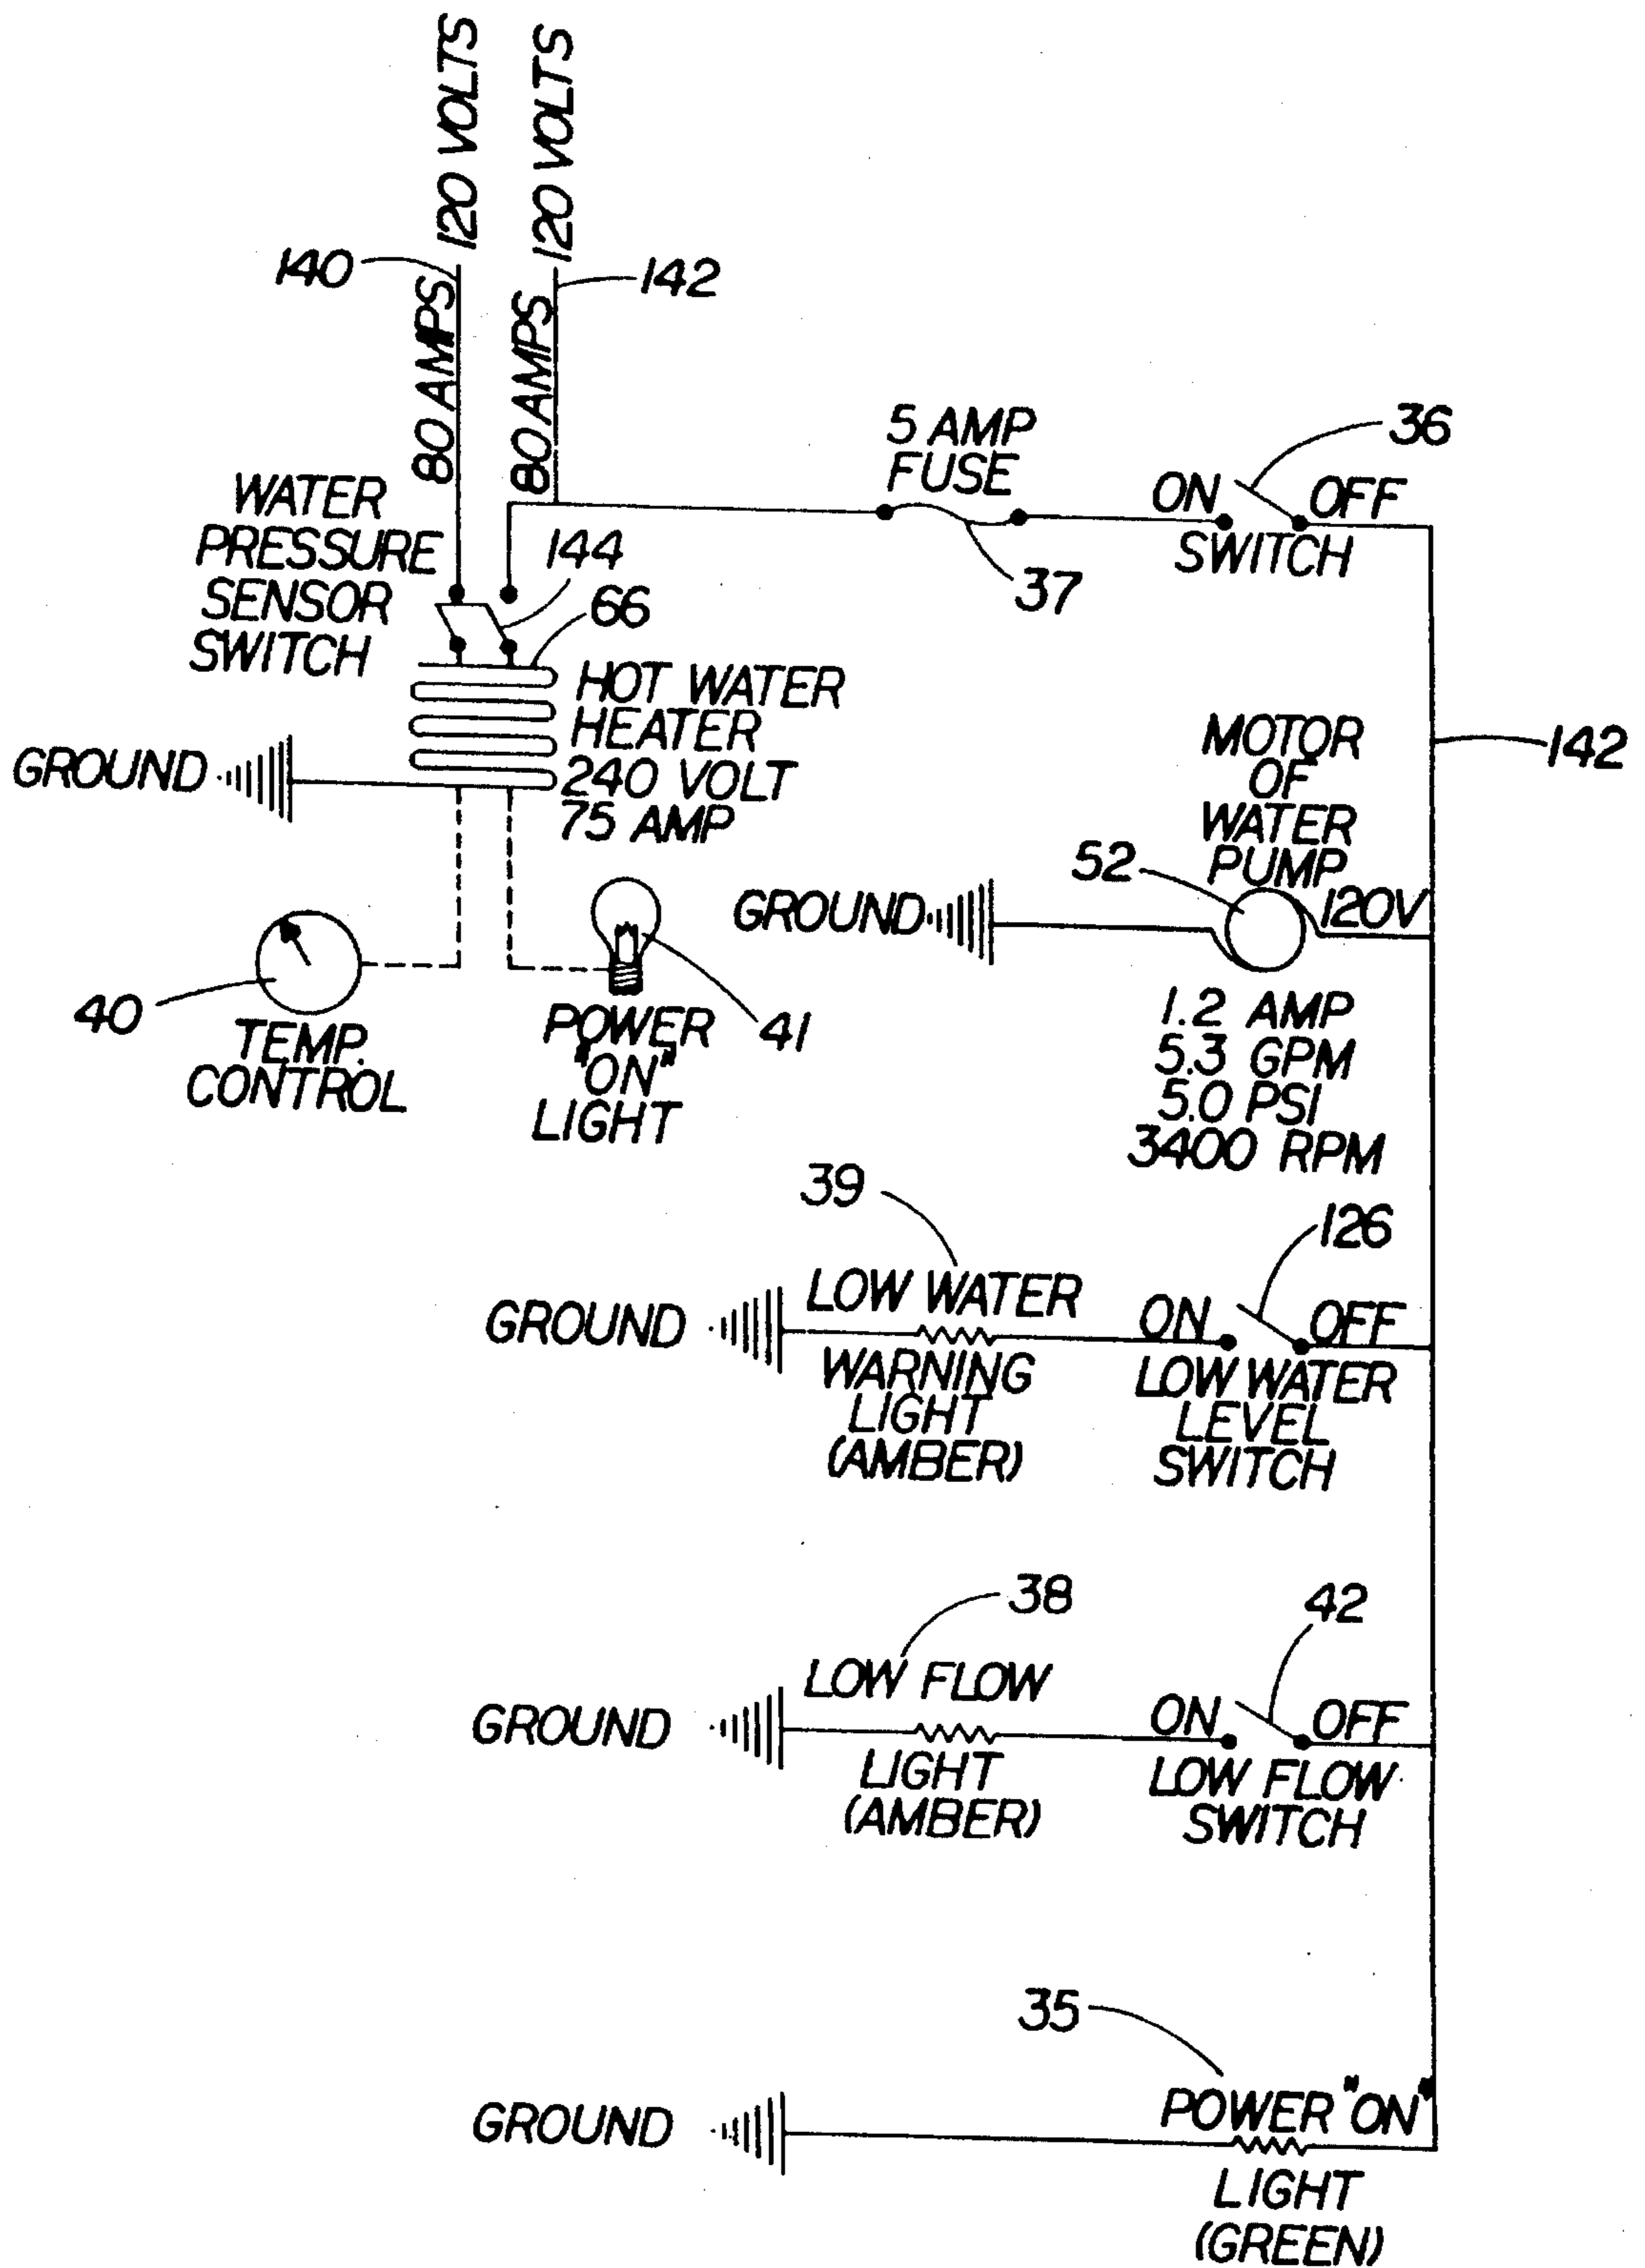 120 VOLTS
120 VOLTS
140
142
80 AMPS
80 AMPS
5 AMP
FUSE
36
ON
OFF
SWITCH
37
WATER
PRESSURE
SENSOR
SWITCH
144
66
HOT WATER
HEATER
240 VOLT
75 AMP
GROUND
142
MOTOR
OF
WATER
PUMP
52
120V
GROUND
1.2 AMP
5.3 GPM
5.0 PSI
3400 RPM
40
TEMP.
CONTROL
41
POWER
"ON"
LIGHT
39
126
GROUND
LOW WATER
WARNING
LIGHT
(AMBER)
ON
OFF
LOW WATER
LEVEL
SWITCH
38
42
GROUND
LOW FLOW
LIGHT
(AMBER)
ON
OFF
LOW FLOW
SWITCH
35
GROUND
POWER "ON"
LIGHT
(GREEN)